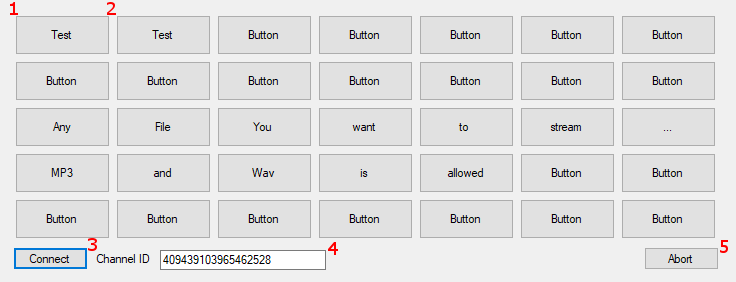 1 2
Test Test Button Button Button Button Button
Button Button Button Button Button Button Button
Any File You want to stream ...
MP3 and Wav is allowed Button Button
Button Button Button Button Button Button Button
3 4 5
Connect Channel ID 409439103965462528 Abort